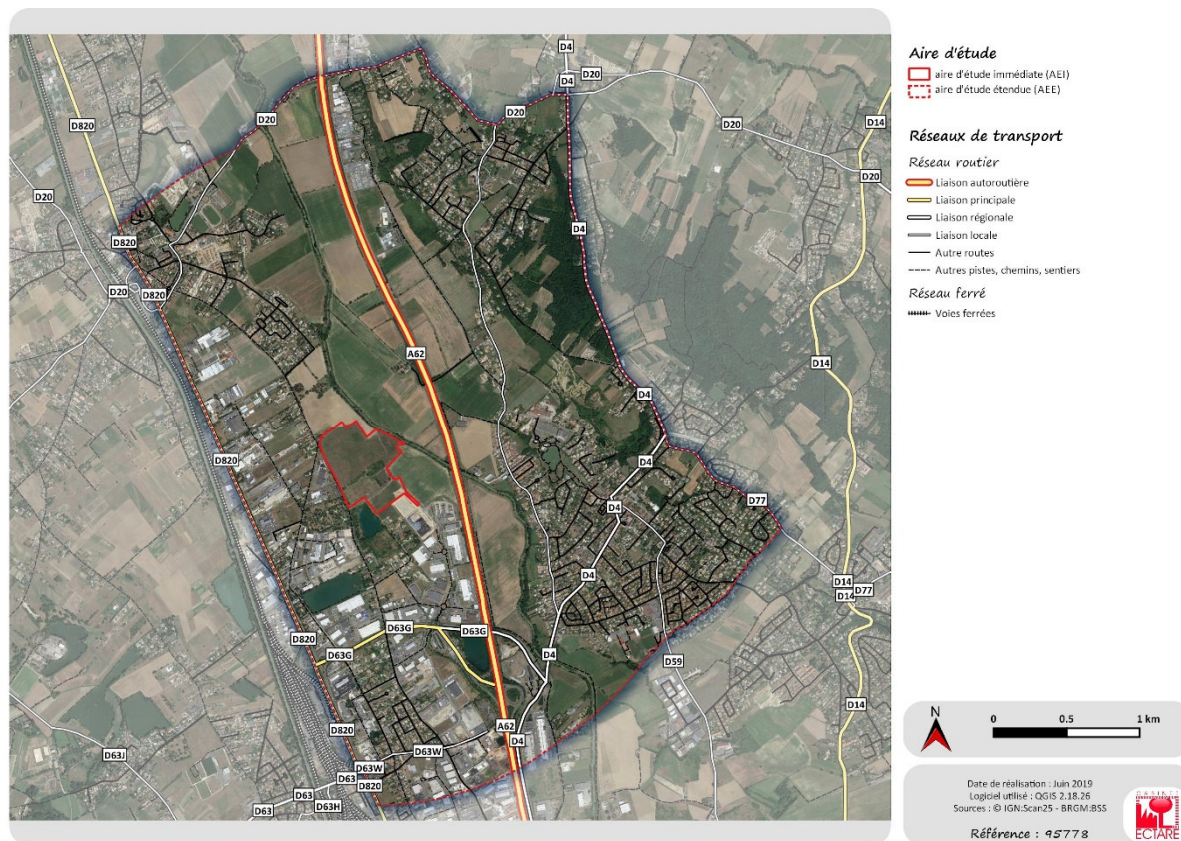 D4
D20
D4
D20
D20
D820
D20
D14
D20
D20
D820
D4
D20
D820
A62
D14
D4
D820
D4
D4
D77
D4
D14
D14
D77
D63G
D63G
D820
D63G
D4
D59
D14
D820
A62
D4
D63J
D63W
D63W
D63
D820
D63
D63
D63H
Aire d'étude
aire d'étude immédiate (AEI)
aire d'étude étendue (AEE)
Réseaux de transport
Réseau routier
Liaison autoroutière
Liaison principale
Liaison régionale
Liaison locale
Autre routes
Autres pistes, chemins, sentiers
Réseau ferré
Voies ferrées
N
0 0.5 1 km
Date de réalisation : Juin 2019
Logiciel utilisé : QGIS 2.18.26
Sources : © IGN:Scan25 - BRGM:BSS
Référence : 95778
CABINET
ECTARE